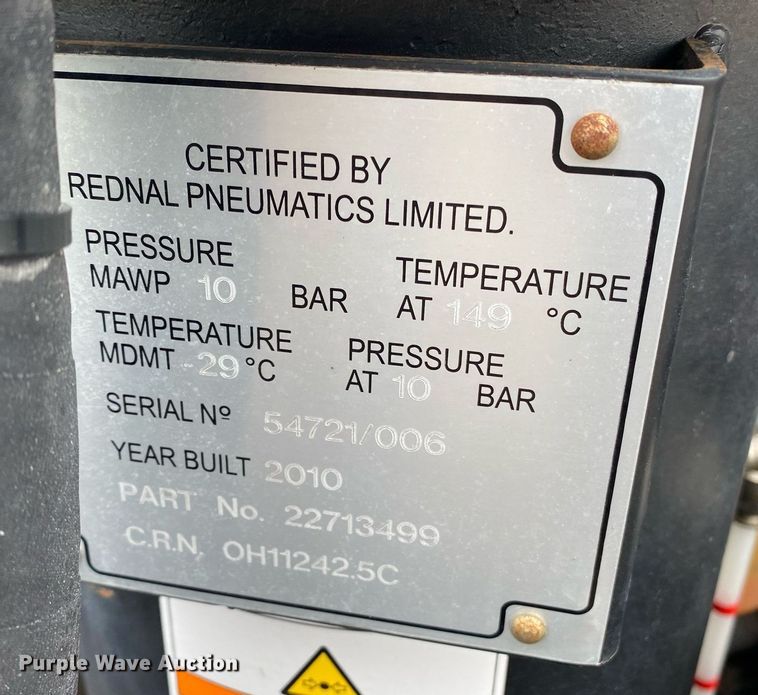 CERTIFIED BY
REDNAL PNEUMATICS LIMITED.
PRESSURE TEMPERATURE
MAWP 10 BAR AT 149 °C
TEMPERATURE PRESSURE
MDMT -29 °C AT 10 BAR
SERIAL Nº 54721/006
YEAR BUILT 2010
PART No. 22713499
C.R.N. OH11242.5C
Purple Wave Auction